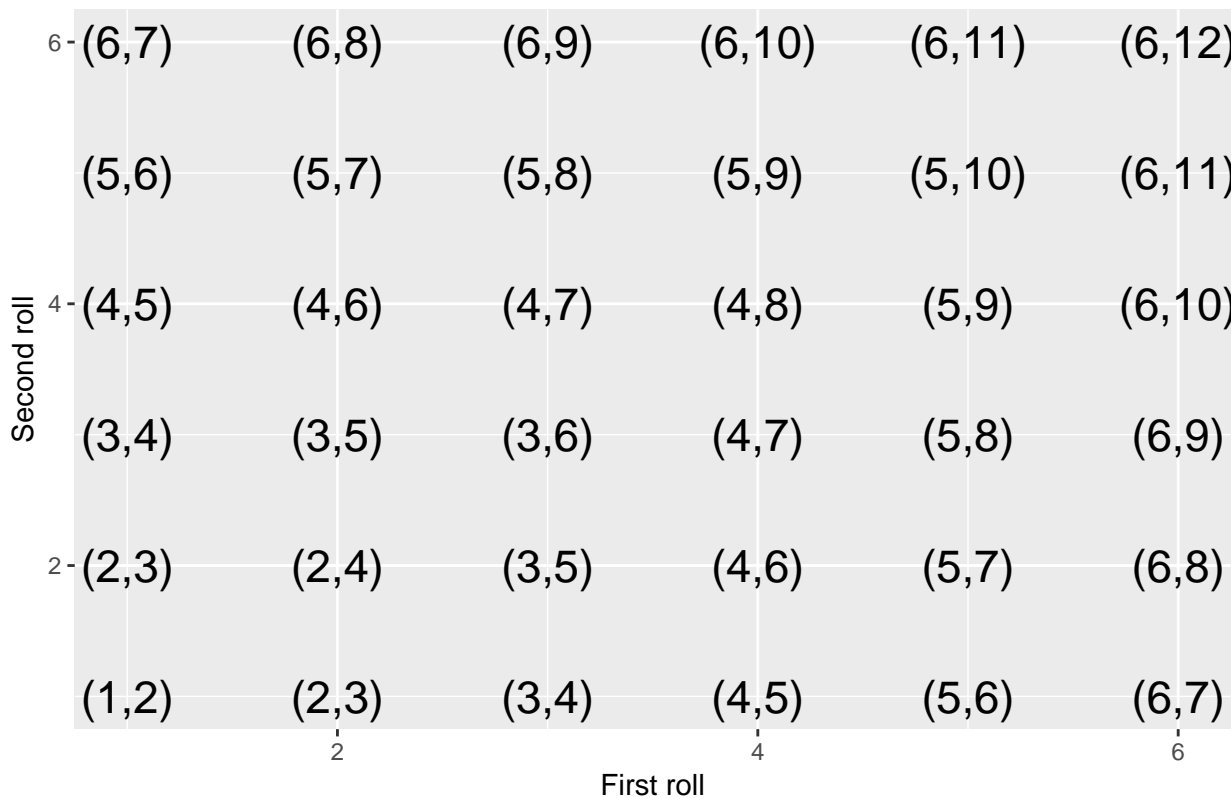 6 (6,7) (6,8) (6,9) (6,10) (6,11) (6,12)
(5,6) (5,7) (5,8) (5,9) (5,10) (6,11)
4 (4,5) (4,6) (4,7) (4,8) (5,9) (6,10)
Second roll
(3,4) (3,5) (3,6) (4,7) (5,8) (6,9)
2 (2,3) (2,4) (3,5) (4,6) (5,7) (6,8)
(1,2) (2,3) (3,4) (4,5) (5,6) (6,7)
2 4 6
First roll